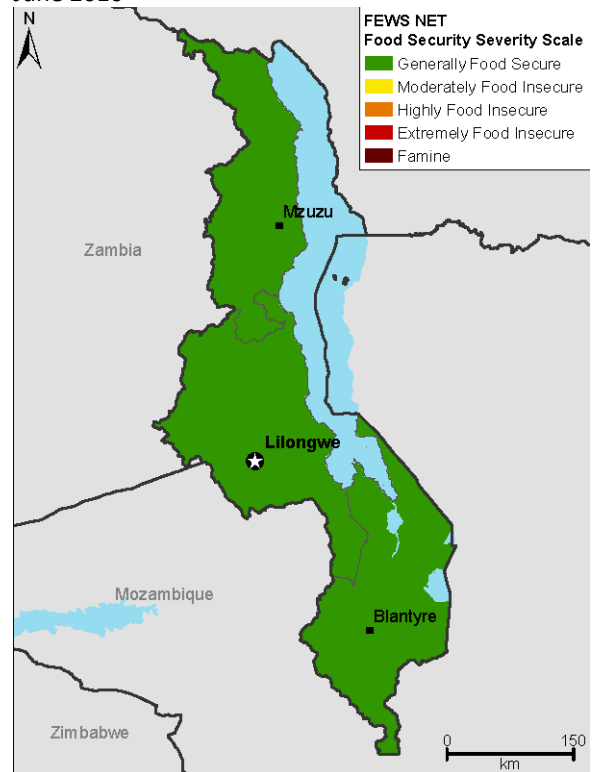 N
FEWS NET
Food Security Severity Scale
Generally Food Secure
Moderately Food Insecure
Highly Food Insecure
Extremely Food Insecure
Famine
Mzuzu
Zambia
Lilongwe
Mozambique
Blantyre
Zimbabwe
0 150
km